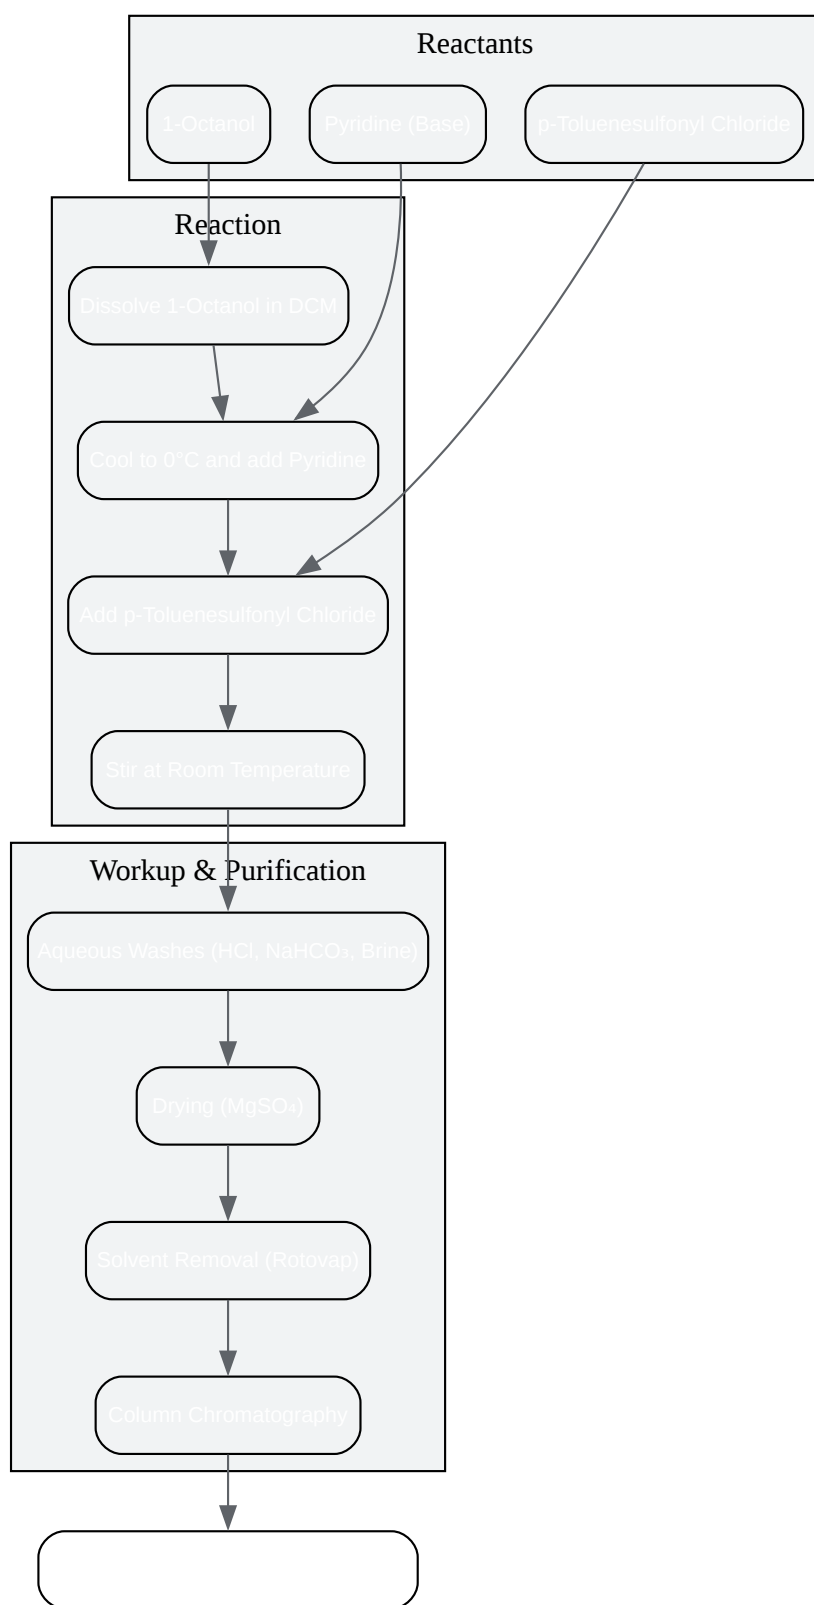 Reactants
1-Octanol
Pyridine (Base)
p-Toluenesulfonyl Chloride
Reaction
Dissolve 1-Octanol in DCM
Cool to 0°C and add Pyridine
Add p-Toluenesulfonyl Chloride
Stir at Room Temperature
Workup & Purification
Aqueous Washes (HCl, NaHCO₃, Brine)
Drying (MgSO₄)
Solvent Removal (Rotovap)
Column Chromatography